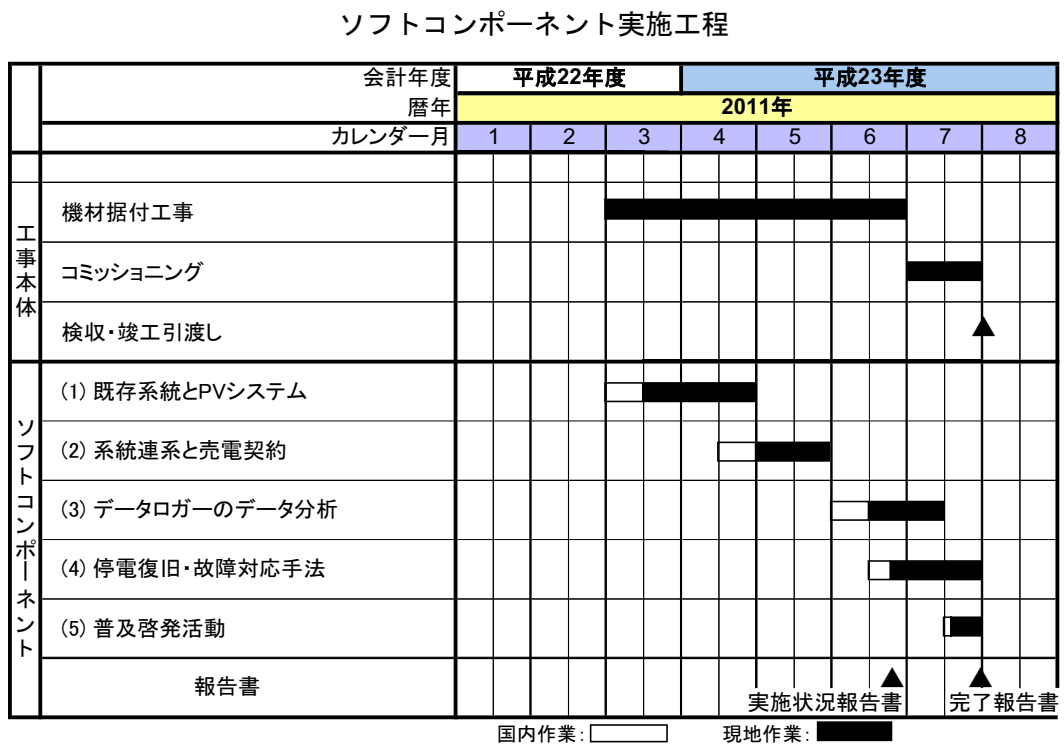 ソフトコンポーネント実施工程
会計年度 平成22年度 平成23年度
暦年 2011年
カレンダー月 1 2 3 4 5 6 7 8
工事本体
機材据付工事
コミッショニング
検収・竣工引渡し
ソフトコンポーネント
(1) 既存系統とPVシステム
(2) 系統連系と売電契約
(3) データロガーのデータ分析
(4) 停電復旧・故障対応手法
(5) 普及啓発活動
報告書
実施状況報告書 完了報告書
国内作業: 現地作業: